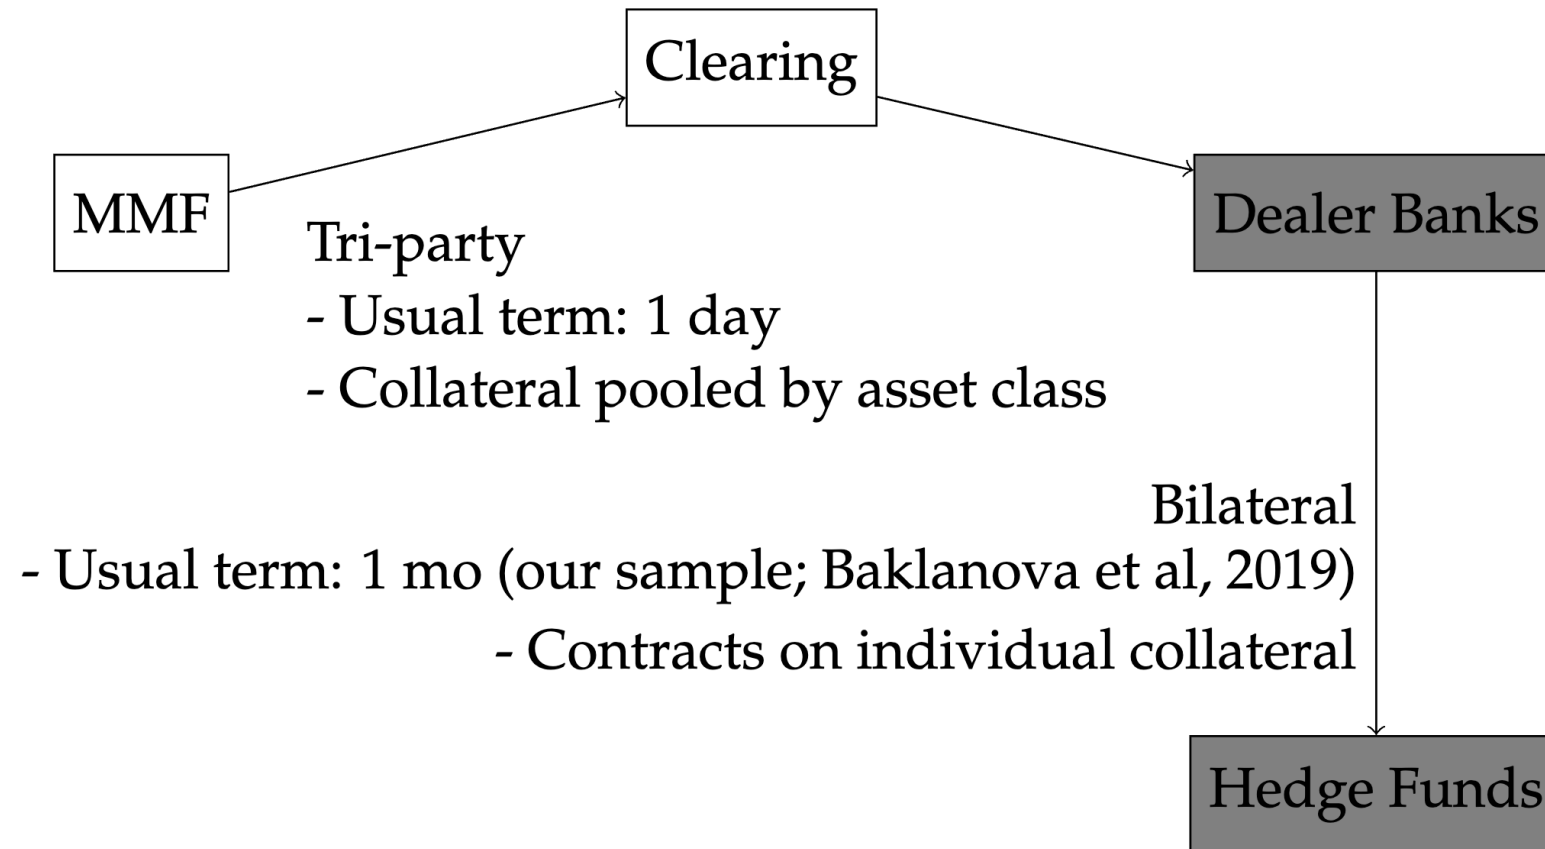 Clearing
MMF
Dealer Banks
Tri-party
- Usual term: 1 day
- Collateral pooled by asset class
Bilateral
- Usual term: 1 mo (our sample; Baklanova et al, 2019)
- Contracts on individual collateral
Hedge Funds